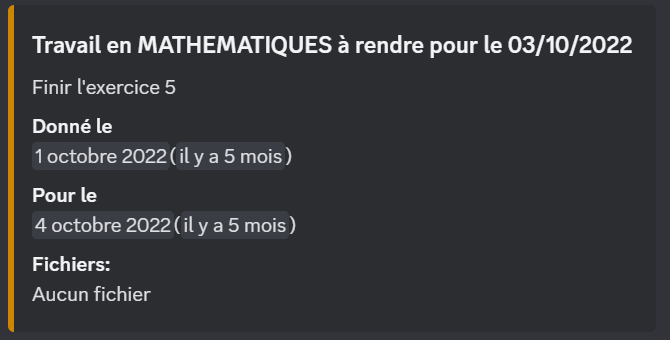 Travail en MATHEMATIQUES à rendre pour le 03/10/2022
Finir l'exercice 5
Donné le
1 octobre 2022 (il y a 5 mois)
Pour le
4 octobre 2022 (il y a 5 mois)
Fichiers:
Aucun fichier